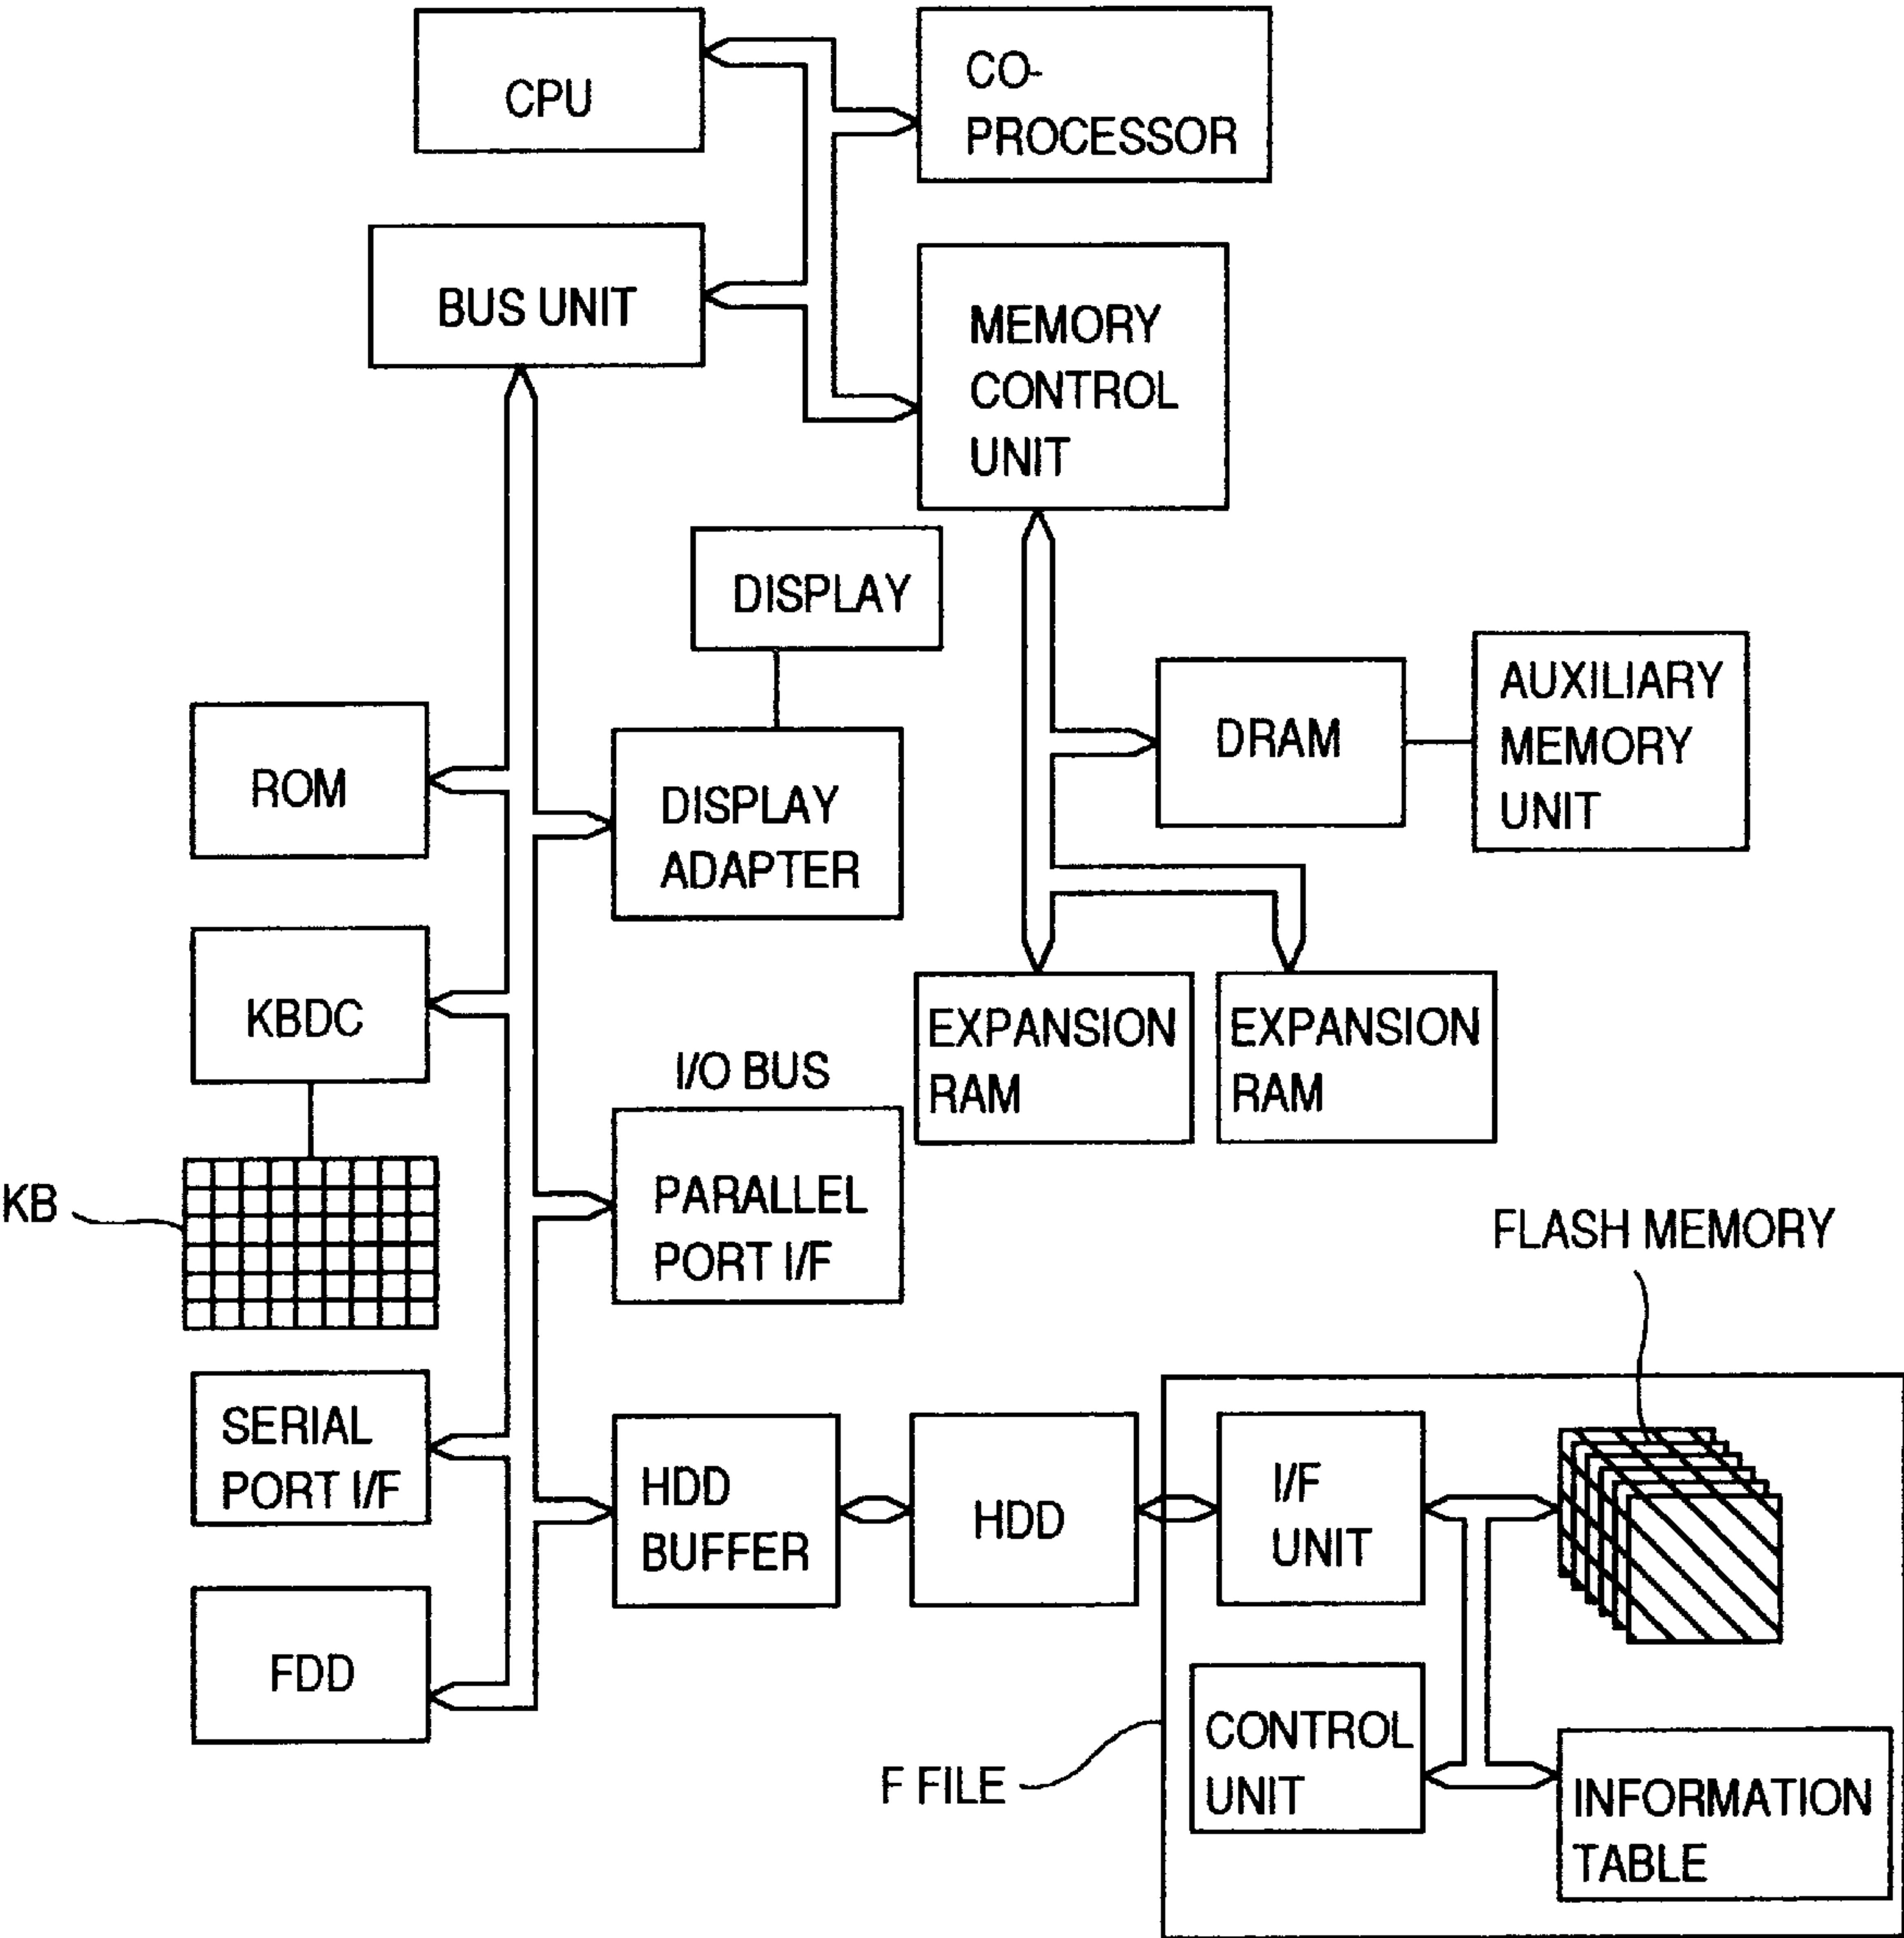 CPU
CO-
PROCESSOR
BUS UNIT
MEMORY
CONTROL
UNIT
DISPLAY
AUXILIARY
MEMORY
UNIT
DRAM
ROM
DISPLAY
ADAPTER
KBDC
EXPANSION
RAM
EXPANSION
RAM
I/O BUS
KB
PARALLEL
PORT I/F
FLASH MEMORY
SERIAL
PORT I/F
HDD
BUFFER
HDD
I/F
UNIT
FDD
CONTROL
UNIT
F FILE
INFORMATION
TABLE